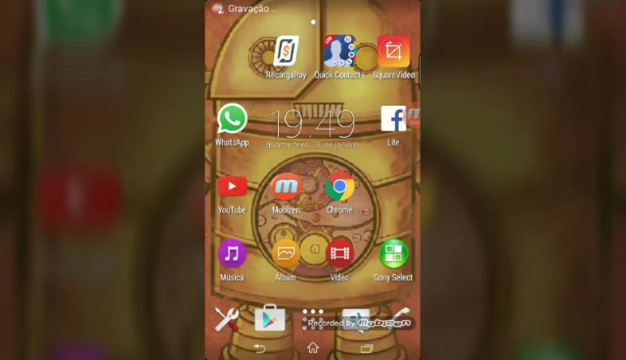 Gravação ...
RecargaPay
Quick Contact
SquareVideo
19:49
WhatsApp
Lite
YouTube
Mobizen
Chrome
Música
Álbum
Vídeo
Sony Select
Recorded by mobizen